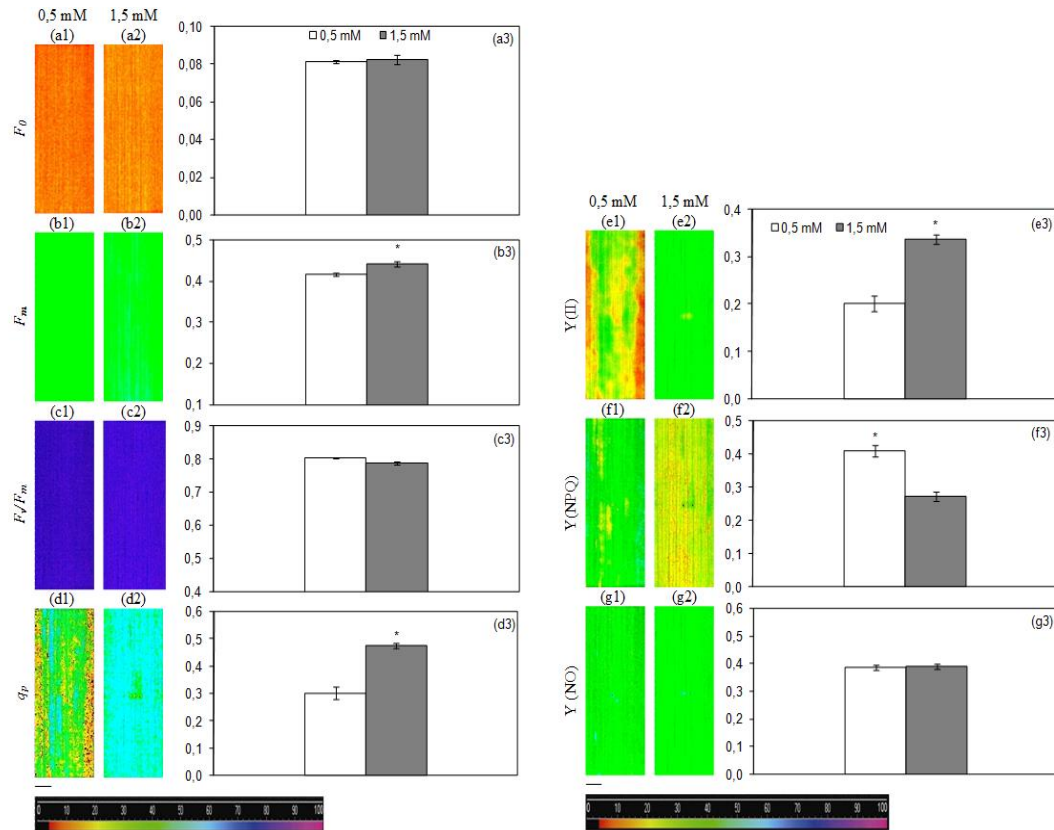 0,5 mM 1,5 mM
(a1) (a2)
F0
0,5 mM 1,5 mM
(a3)
0,10
0,08
0,06
0,04
0,02
0,00
(b1) (b2)
Fm
(b3)
*
0,5
0,4
0,3
0,2
0,1
(c1) (c2)
Fv/Fm
(c3)
0,9
0,8
0,7
0,6
0,5
0,4
(d1) (d2)
qp
(d3)
*
0,6
0,5
0,4
0,3
0,2
0,1
0,0
0 10 20 30 40 50 60 70 80 90 100
0,5 mM 1,5 mM
(e1) (e2)
Y(II)
0,5 mM 1,5 mM
(e3)
*
0,4
0,3
0,2
0,1
0,0
(f1) (f2)
Y(NPQ)
(f3)
*
0,5
0,4
0,3
0,2
0,1
0,0
(g1) (g2)
Y(NO)
(g3)
0,6
0,5
0,4
0,3
0,2
0,1
0,0
0 10 20 30 40 50 60 70 80 90 100